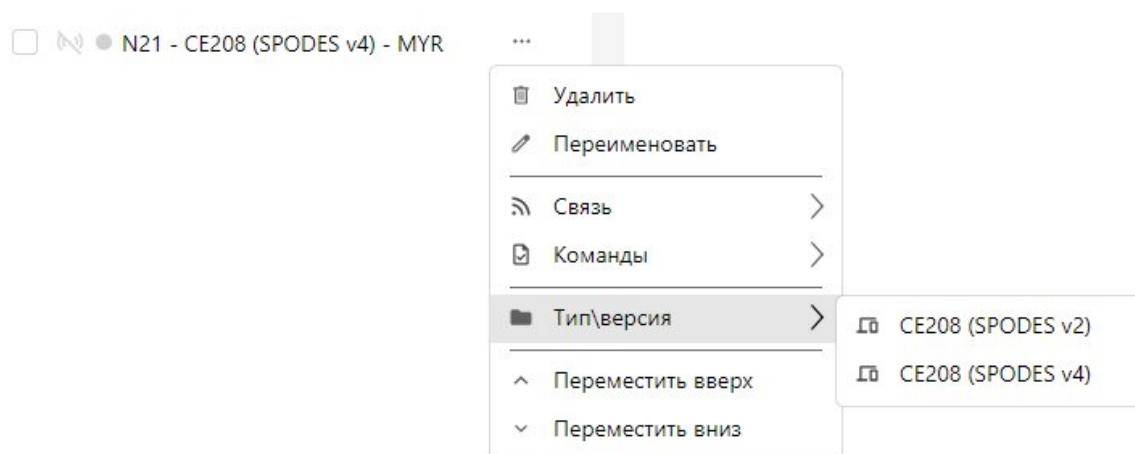 N21 - CE208 (SPODES v4) - MYR ...
Удалить
Переименовать
Связь
Команды
Тип\версия
CE208 (SPODES v2)
CE208 (SPODES v4)
Переместить вверх
Переместить вниз